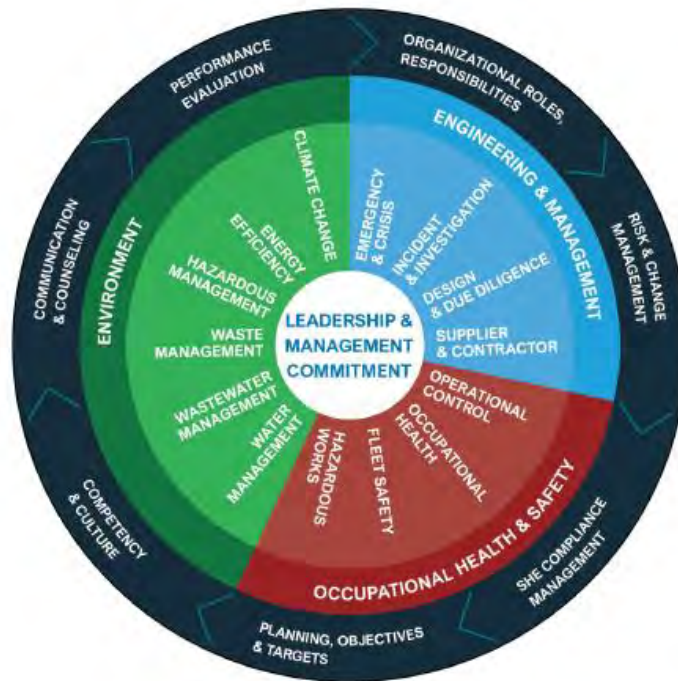 PERFORMANCE
EVALUATION
ORGANIZATIONAL ROLES,
RESPONSIBILITIES
RISK & CHANGE
MANAGEMENT
SHE COMPLIANCE
MANAGEMENT
PLANNING, OBJECTIVES
& TARGETS
COMPETENCY
& CULTURE
COMMUNICATION
& COUNSELING
ENVIRONMENT
CLIMATE CHANGE
ENERGY
EFFICIENCY
HAZARDOUS
MANAGEMENT
WASTE
MANAGEMENT
WASTEWATER
MANAGEMENT
WATER
MANAGEMENT
ENGINEERING & MANAGEMENT
EMERGENCY
& CRISIS
INCIDENT
& INVESTIGATION
DESIGN
& DUE DILIGENCE
SUPPLIER
& CONTRACTOR
OCCUPATIONAL HEALTH & SAFETY
OPERATIONAL
CONTROL
OCCUPATIONAL
HEALTH
FLEET SAFETY
HAZARDOUS
WORKS
LEADERSHIP &
MANAGEMENT
COMMITMENT